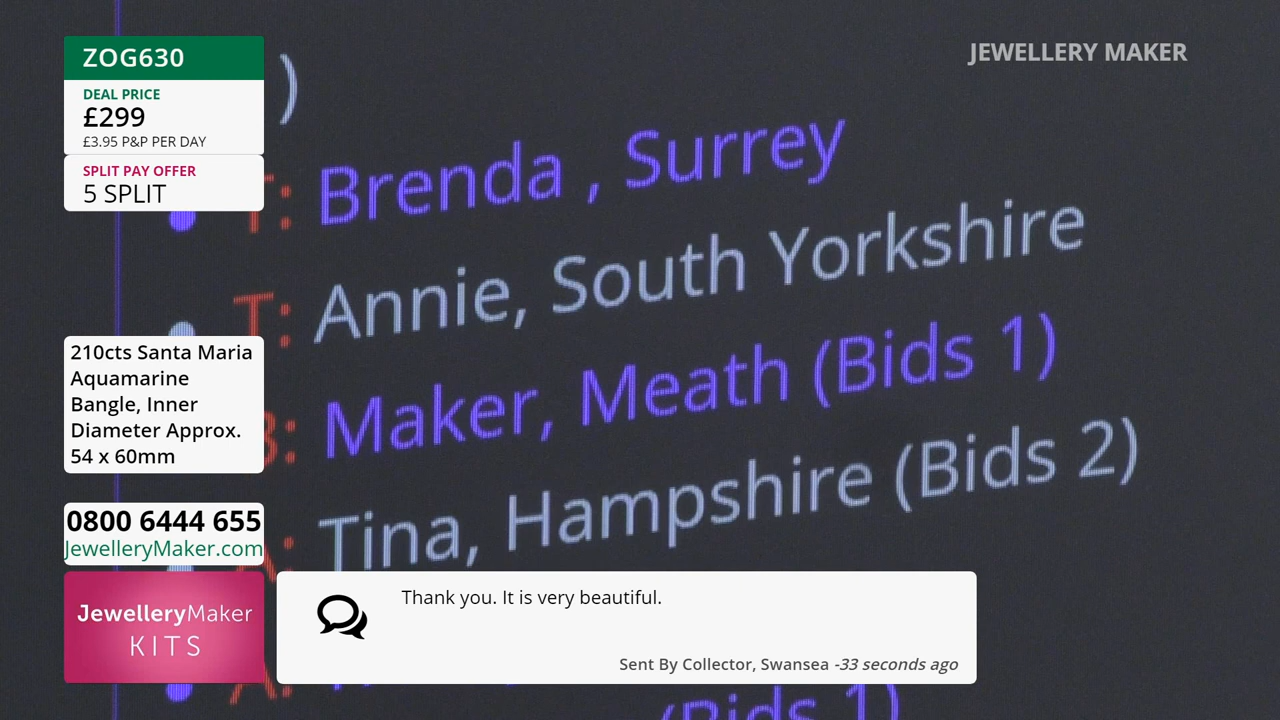 ZOG630
DEAL PRICE
£299
£3.95 P&P PER DAY
SPLIT PAY OFFER
5 SPLIT
JEWELLERY MAKER
)
T: Brenda , Surrey
T: Annie, South Yorkshire
B: Maker, Meath (Bids 1)
A: Tina, Hampshire (Bids 2)
(Bids 1)
210cts Santa Maria
Aquamarine
Bangle, Inner
Diameter Approx.
54 x 60mm
0800 6444 655
JewelleryMaker.com
JewelleryMaker
KITS
Thank you. It is very beautiful.
Sent By Collector, Swansea -33 seconds ago